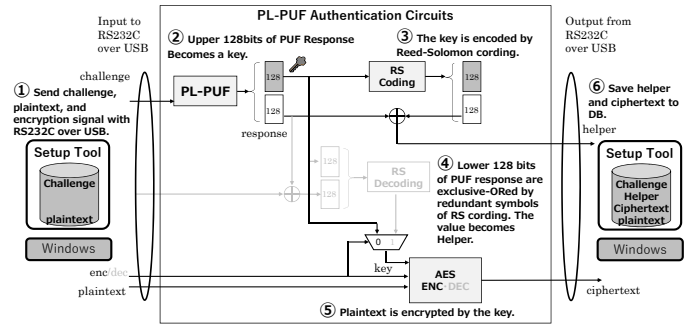 PL-PUF Authentication Circuits
Input to
RS232C
over USB
Output from
RS232C
over USB
② Upper 128bits of PUF Response
Becomes a key.
③ The key is encoded by
Reed-Solomon cording.
challenge
① Send challenge,
plaintext, and
encryption signal with
RS232C over USB.
PL-PUF
128
128
response
RS
Coding
128
128
⑥ Save helper
and ciphertext to
DB.
helper
Setup Tool
Challenge
plaintext
Windows
128
128
RS
Decoding
④ Lower 128 bits
of PUF response are
exclusive-ORed by
redundant symbols
of RS cording. The
value becomes
Helper.
Setup Tool
Challenge
Helper
Ciphertext
plaintext
Windows
0 1
key
enc/dec
plaintext
AES
ENC·DEC
ciphertext
⑤ Plaintext is encrypted by the key.